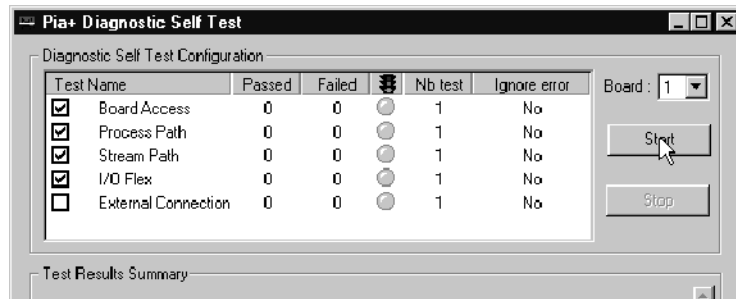 Pia+ Diagnostic Self Test
Diagnostic Self Test Configuration
Test Name Passed Failed Nb test Ignore error
Board Access 0 0 1 No
Process Path 0 0 1 No
Stream Path 0 0 1 No
I/O Flex 0 0 1 No
External Connection 0 0 1 No
Board : 1
Start
Stop
Test Results Summary